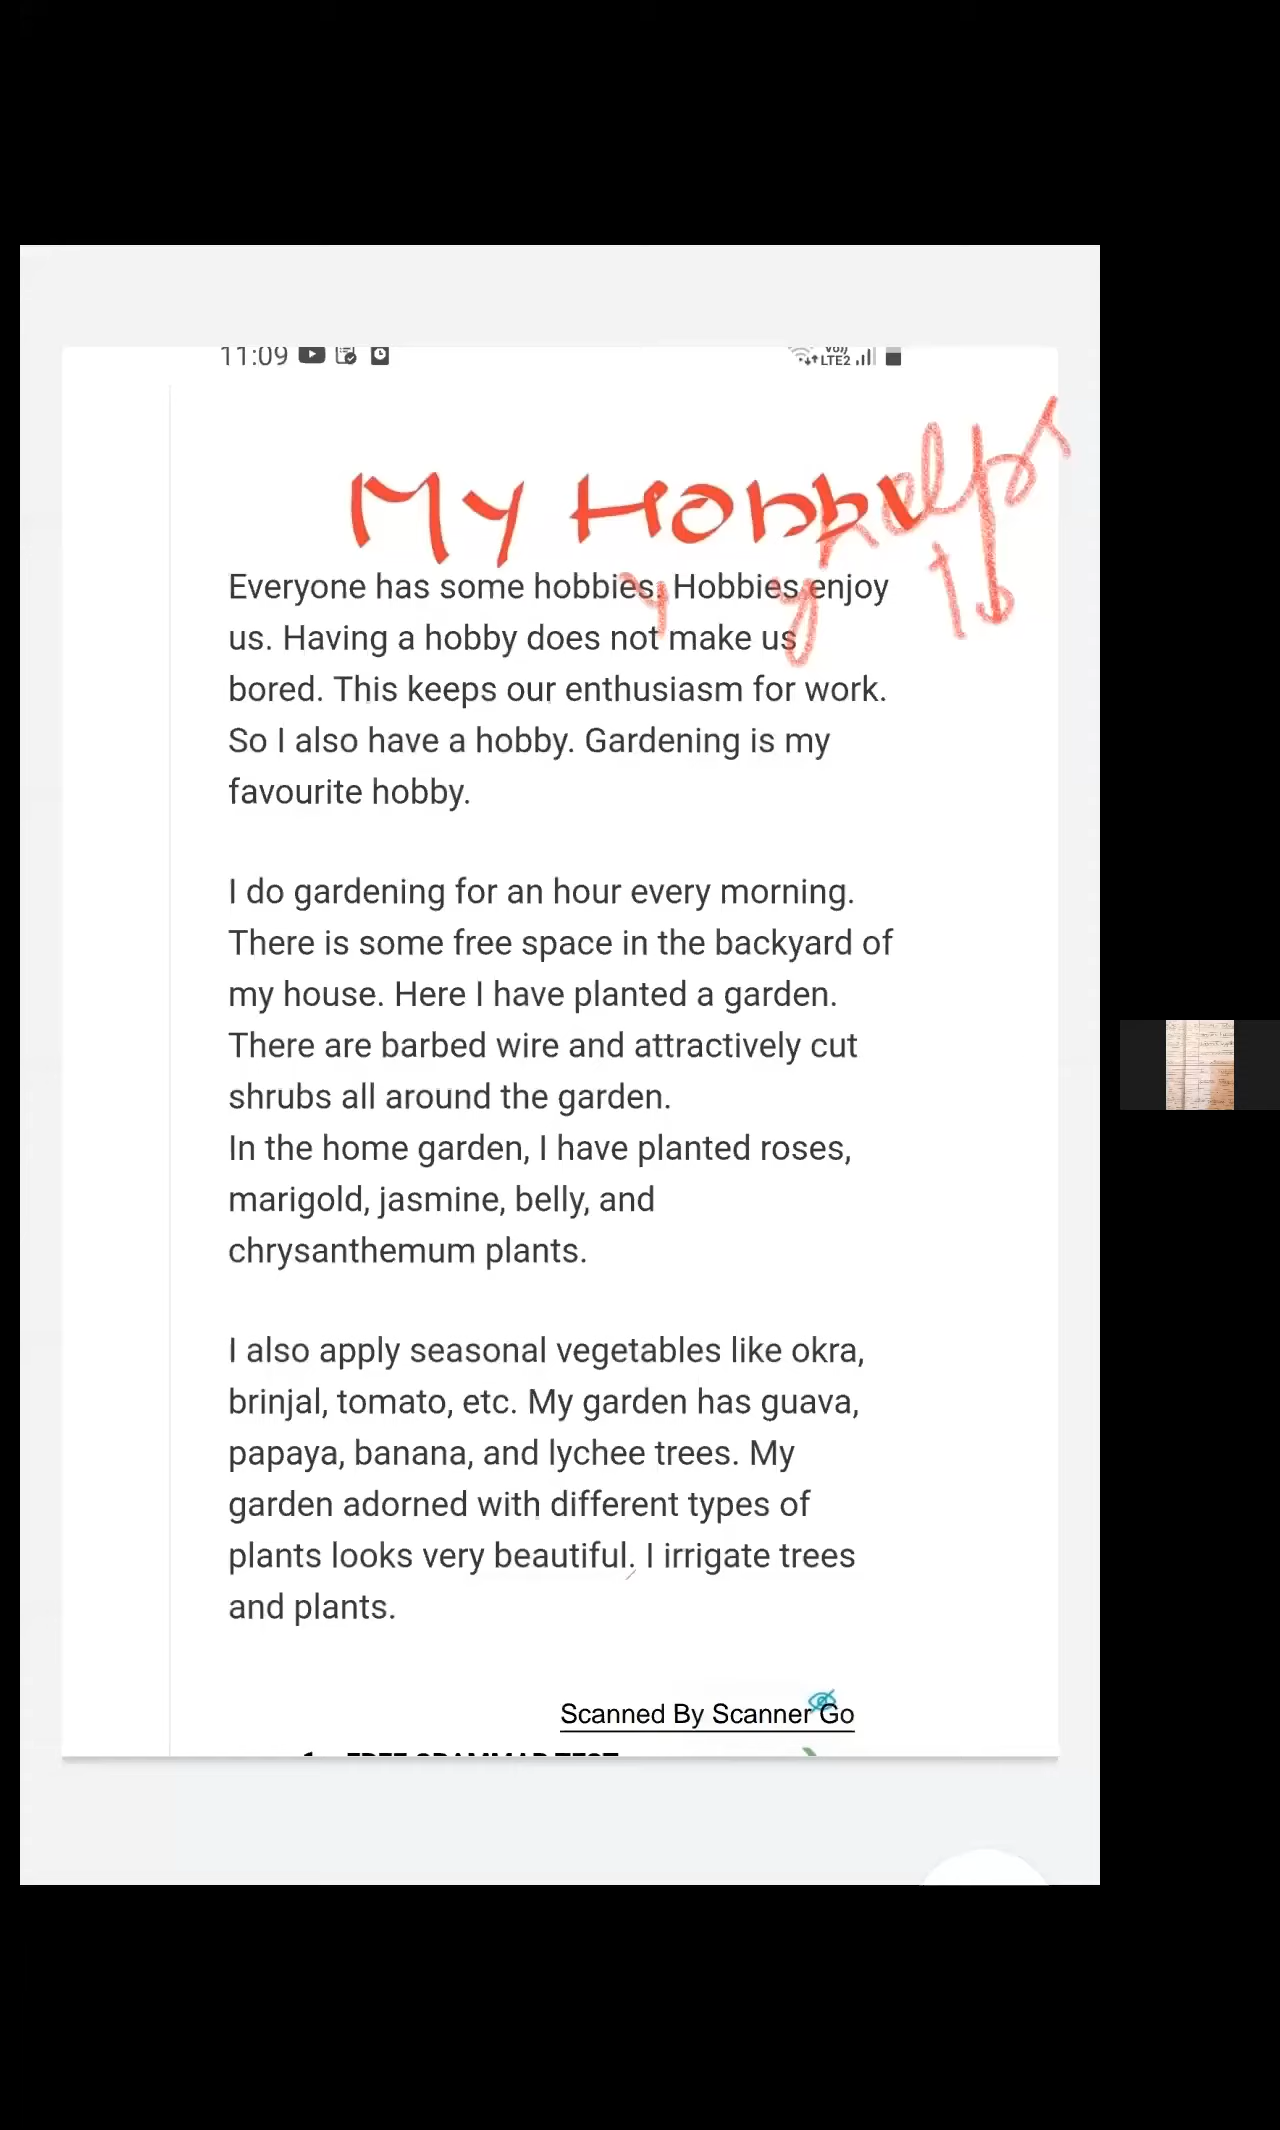 11:09
LTE2
My Hobby
helps
to
y y
Everyone has some hobbies. Hobbies enjoy
us. Having a hobby does not make us
bored. This keeps our enthusiasm for work.
So I also have a hobby. Gardening is my
favourite hobby.
I do gardening for an hour every morning.
There is some free space in the backyard of
my house. Here I have planted a garden.
There are barbed wire and attractively cut
shrubs all around the garden.
In the home garden, I have planted roses,
marigold, jasmine, belly, and
chrysanthemum plants.
I also apply seasonal vegetables like okra,
brinjal, tomato, etc. My garden has guava,
papaya, banana, and lychee trees. My
garden adorned with different types of
plants looks very beautiful. I irrigate trees
and plants.
Scanned By Scanner Go
FREE GRAMMAR TEST